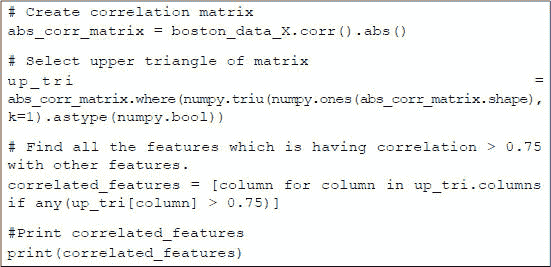 # Create correlation matrix
abs_corr_matrix = boston_data_X.corr().abs()
# Select upper triangle of matrix
up_tri =
abs_corr_matrix.where(numpy.triu(numpy.ones(abs_corr_matrix.shape),
k=1).astype(numpy.bool))
# Find all the features which is having correlation > 0.75
with other features.
correlated_features = [column for column in up_tri.columns
if any(up_tri[column] > 0.75)]
#Print correlated_features
print(correlated_features)